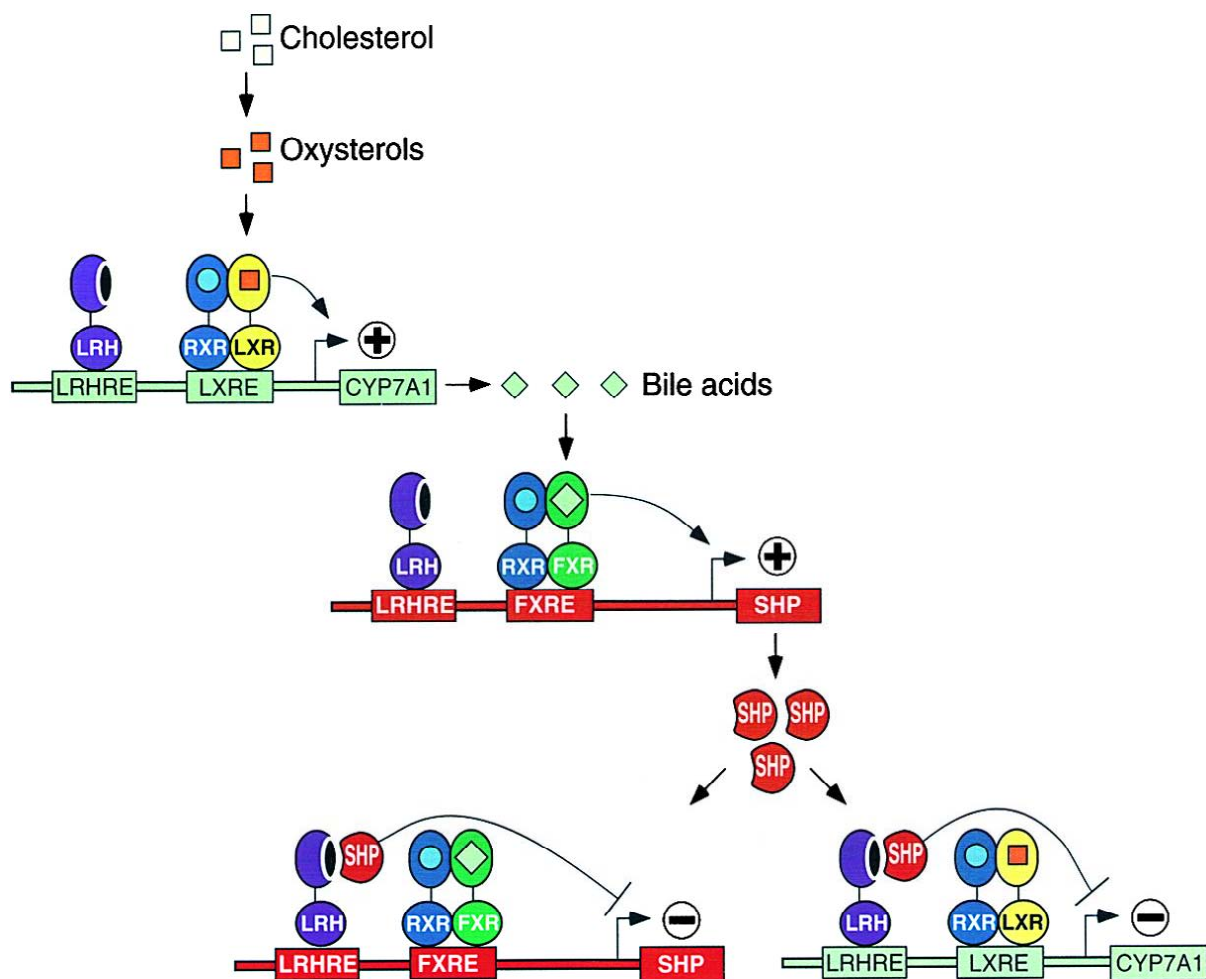 Cholesterol
Oxysterols
LRH
RXR LXR
LRHRE LXRE CYP7A1
Bile acids
LRH
RXR FXR
LRHRE FXRE SHP
SHP SHP
SHP
SHP
LRH
RXR FXR
LRHRE FXRE SHP
SHP
LRH
RXR LXR
LRHRE LXRE CYP7A1